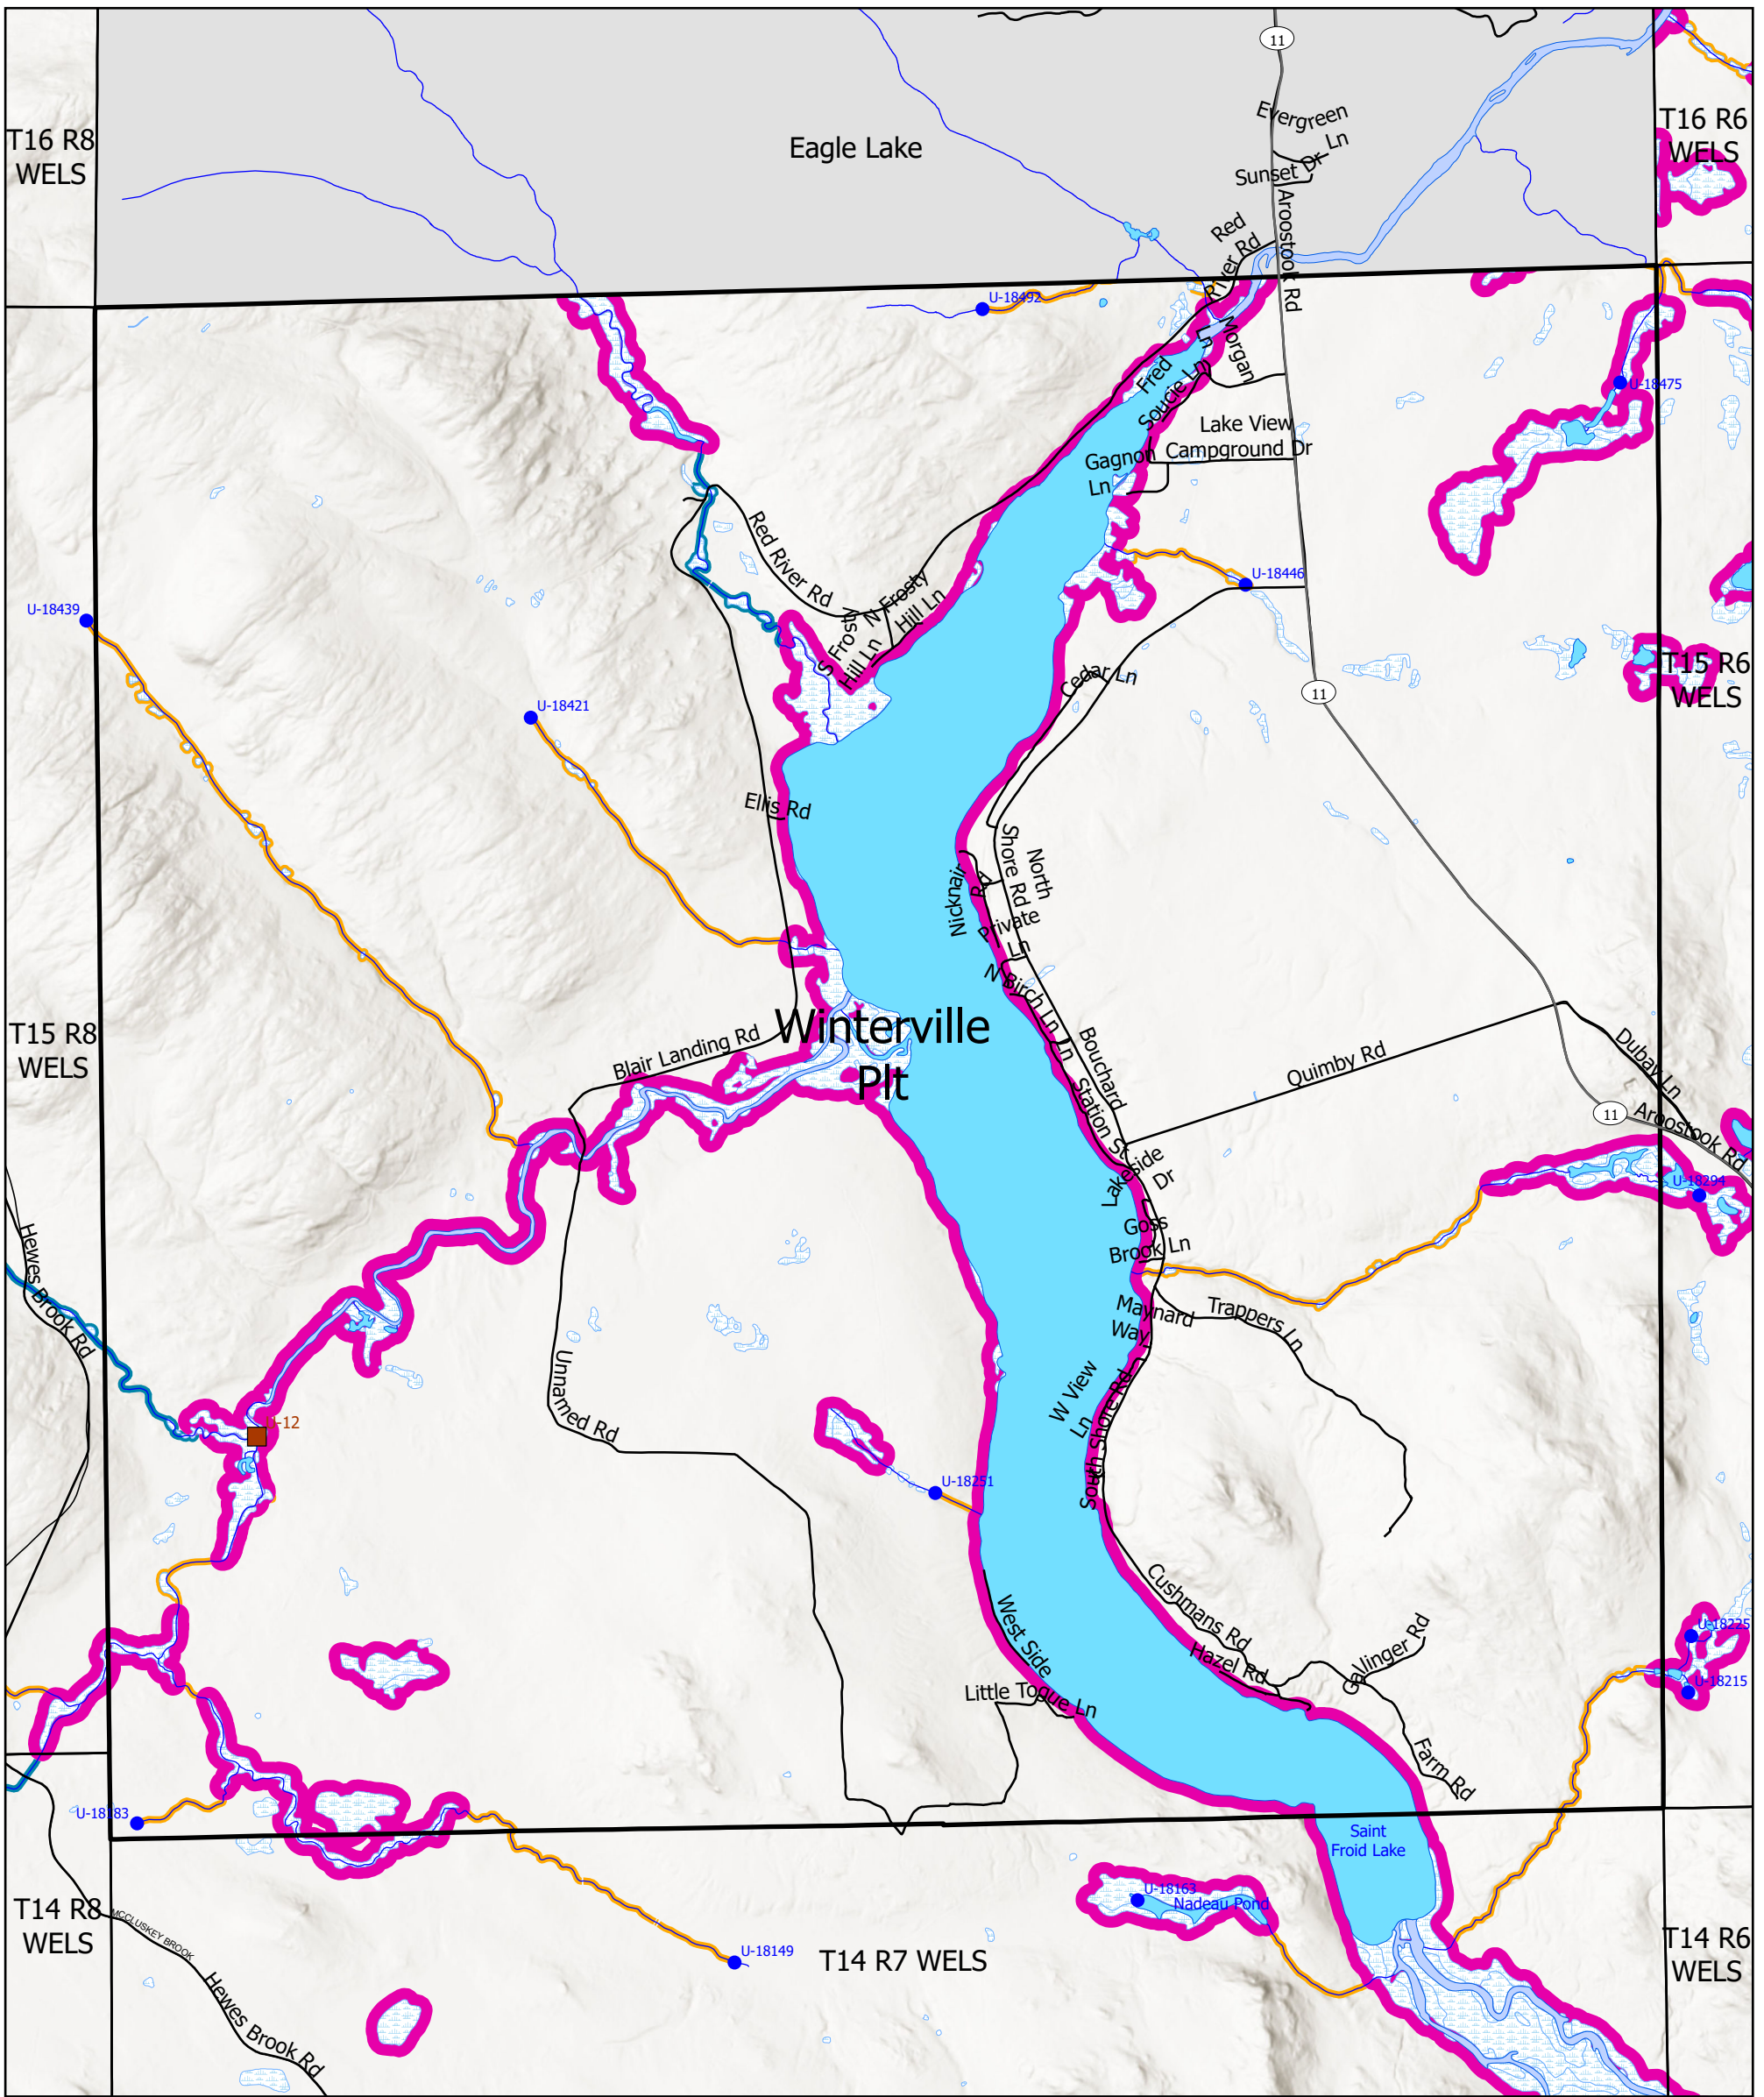 11
Evergreen
Ln
T16 R8
WELS
Eagle Lake
T16 R6
WELS
Sunset Dr
Aroostook Rd
Red
River Rd
U-18492
Morgan
Ln
Fred
Soucie Ln
U-18475
Lake View
Campground Dr
Gagnon
Ln
Red River Rd
U-18446
N Frosty
Hill Ln
S Frosty
Hill Ln
U-18439
Cedar Ln
T15 R6
WELS
11
U-18421
Ellis Rd
North
Shore Rd
Nicknair
Rd
Private
Ln
N Birch Ln
Ln
Winterville
Plt
T15 R8
WELS
Blair Landing Rd
Bouchard
Station St
Quimby Rd
Dubay Ln
11
Aroostook Rd
Lakeside
Dr
U-18294
Goss
Brook Ln
Hewes
Brook Rd
Maynard
Way
Trappers Ln
Unnamed Rd
W View
Ln
South Shore Rd
U-12
U-18251
Cushmans Rd
West Side
Hazel Rd
Gallinger Rd
U-18225
U-18215
Little Togue Ln
Farm Rd
U-18183
Saint
Froid Lake
U-18163
Nadeau Pond
T14 R8
WELS
MCCLUSKEY BROOK
U-18149
T14 R7 WELS
T14 R6
WELS
Hewes Brook Rd